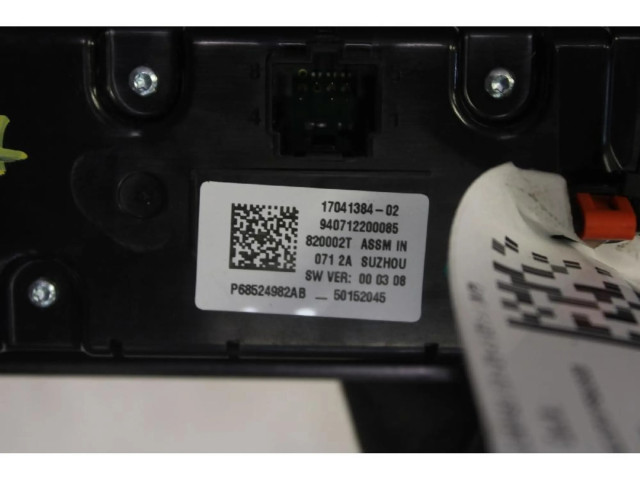 17041384-02
940712200085
820002T ASSM IN
071 2A SUZHOU
SW VER: 00 03 08
P68524982AB _ 50152045